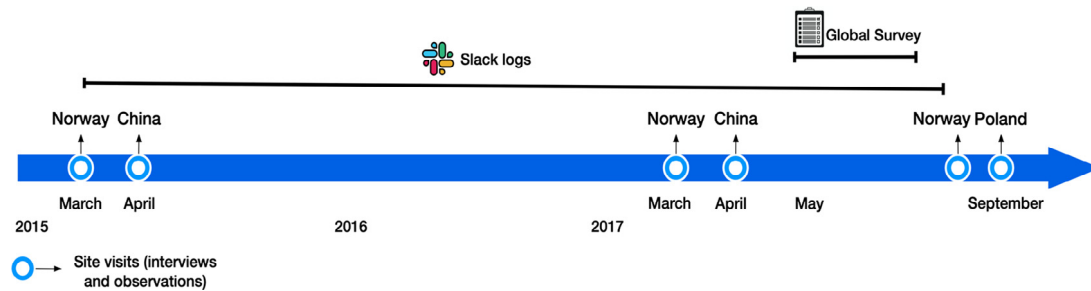 Global Survey
Slack logs
Norway China Norway China Norway Poland
March April March April May September
2015 2016 2017
Site visits (interviews
and observations)